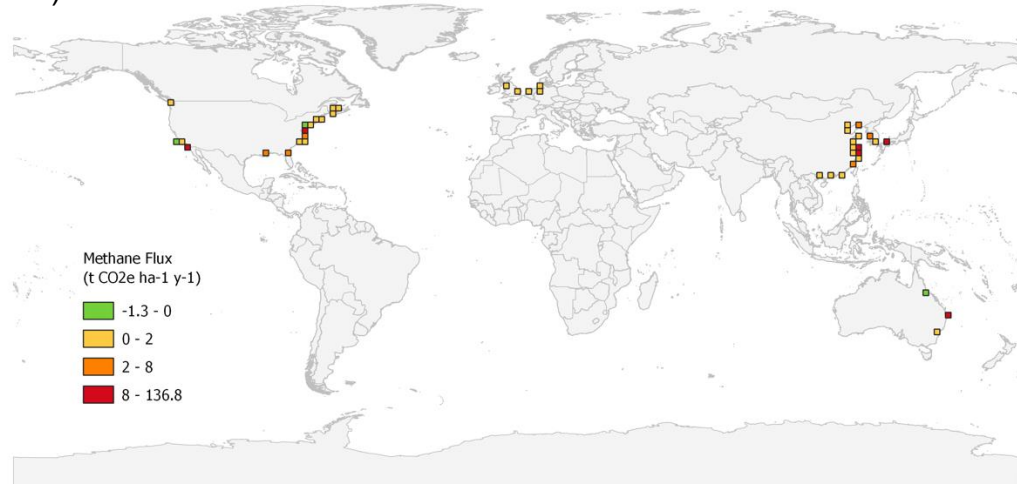 )
Methane Flux
(t CO2e ha-1 y-1)
-1.3 - 0
0 - 2
2 - 8
8 - 136.8